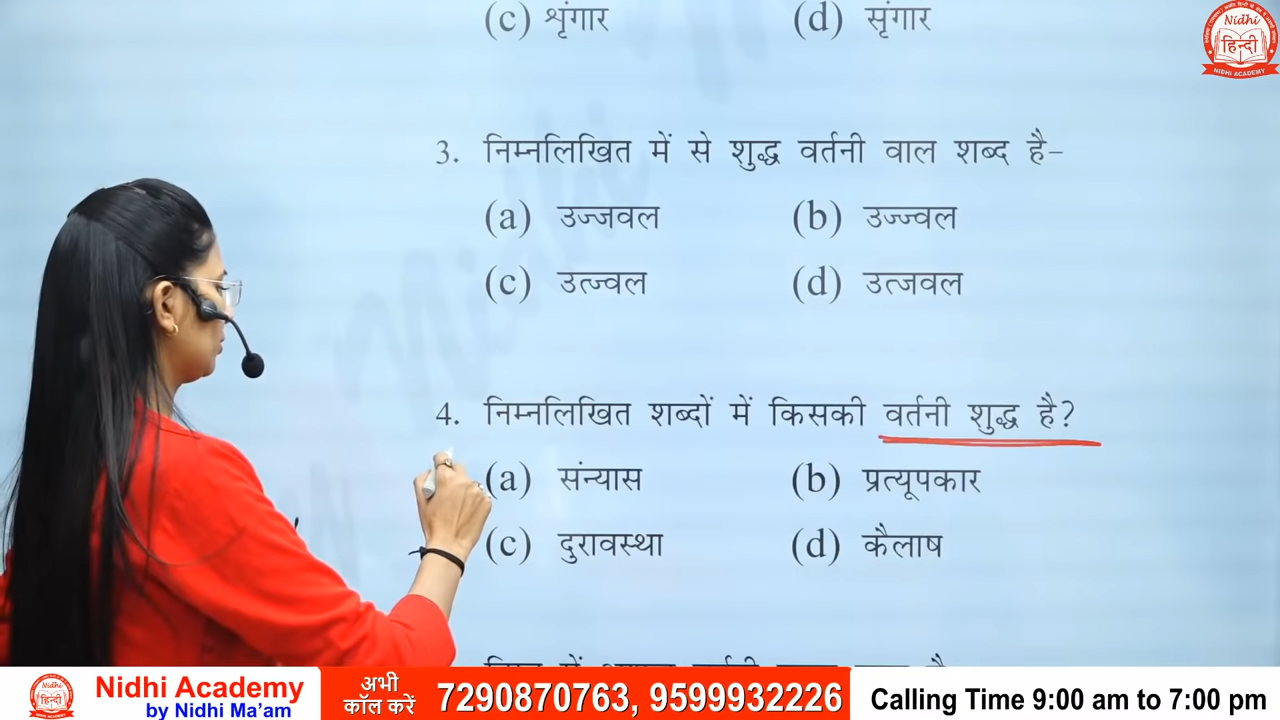 (c) शृंगार (d) सृंगार
Nidhi
हिन्दी
NIDHI ACADEMY
3. निम्नलिखित में से शुद्ध वर्तनी वाल शब्द है-
(a) उज्जवल (b) उज्ज्वल
(c) उत्ज्वल (d) उत्जवल
4. निम्नलिखित शब्दों में किसकी वर्तनी शुद्ध है?
(a) संन्यास (b) प्रत्यूपकार
(c) दुरावस्था (d) कैलाष
Nidhi Academy
by Nidhi Ma'am
अभी
कॉल करें
7290870763, 9599932226
Calling Time 9:00 am to 7:00 pm